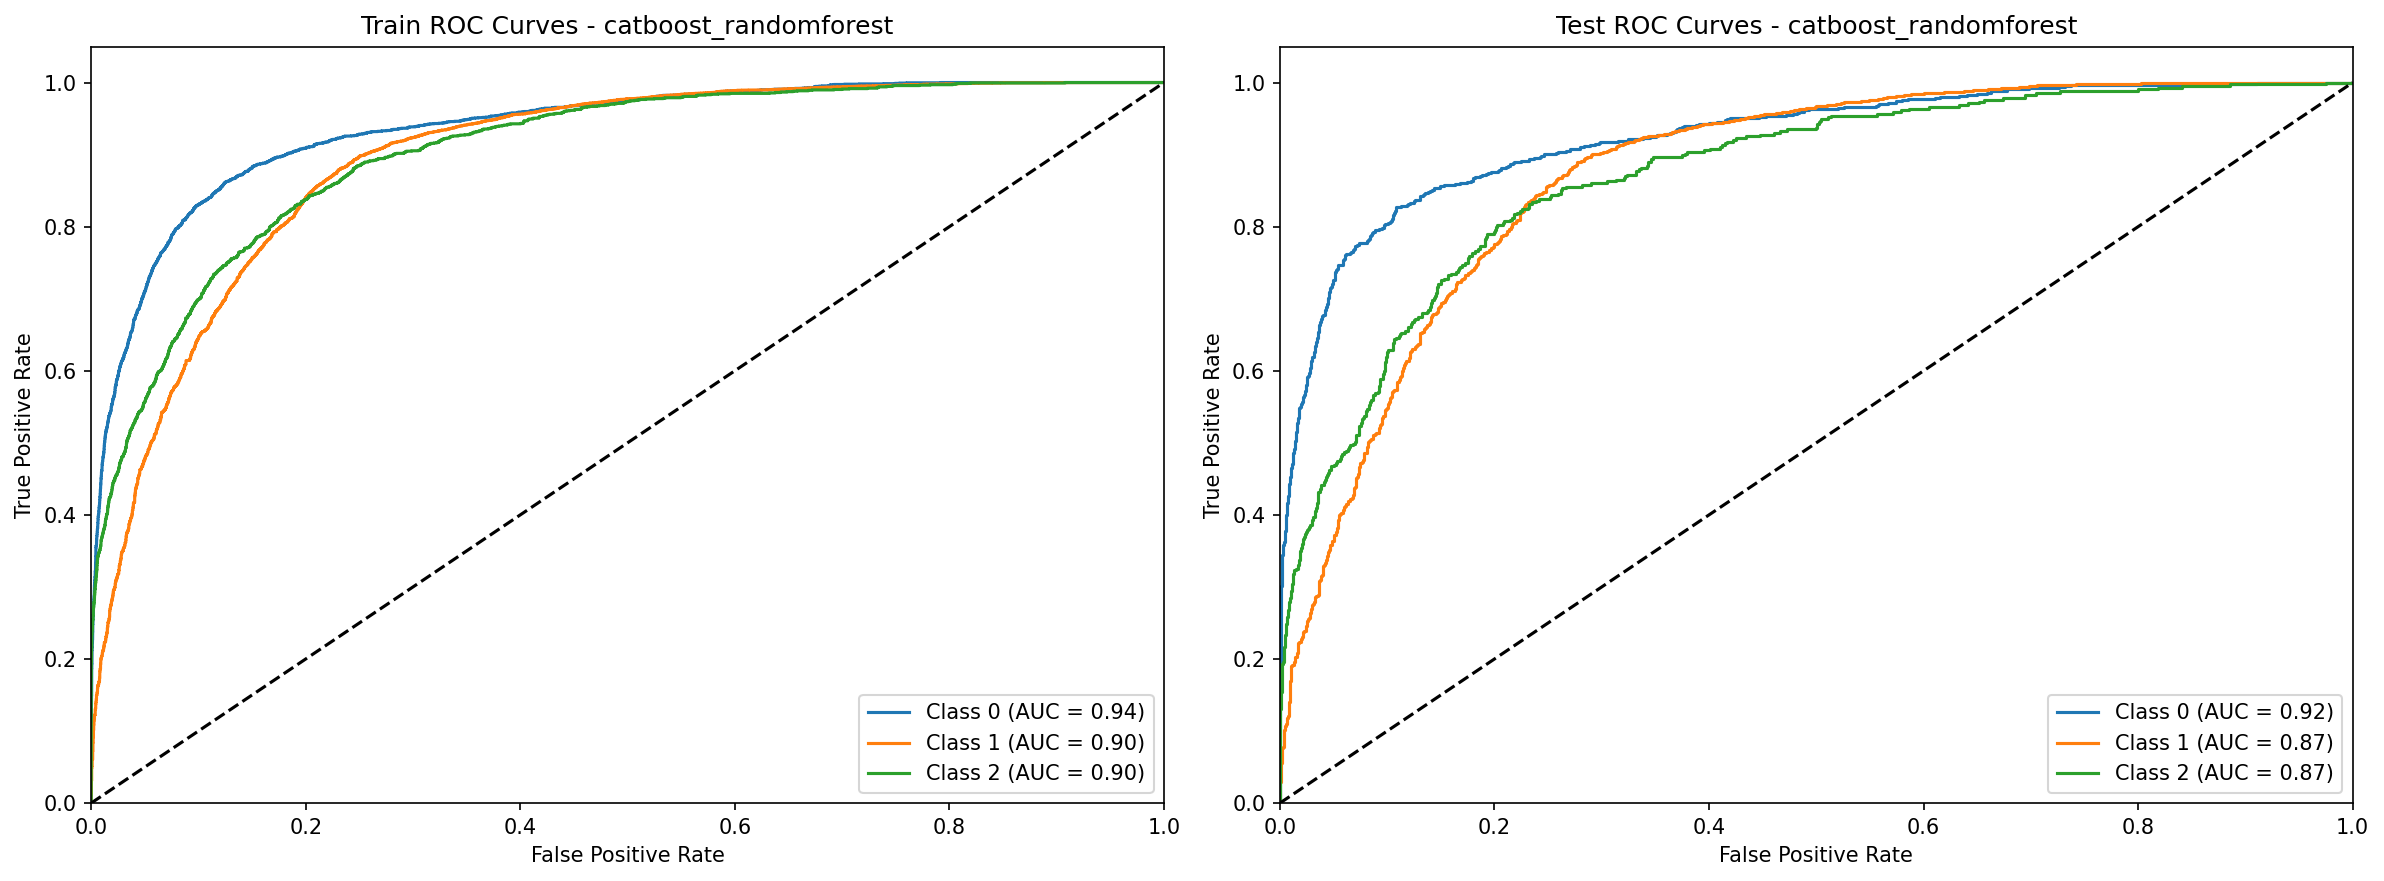 Train ROC Curves - catboost_randomforest
True Positive Rate
1.0
0.8
0.6
0.4
0.2
0.0
0.0 0.2 0.4 0.6 0.8 1.0
False Positive Rate
Class 0 (AUC = 0.94)
Class 1 (AUC = 0.90)
Class 2 (AUC = 0.90)
Test ROC Curves - catboost_randomforest
True Positive Rate
1.0
0.8
0.6
0.4
0.2
0.0
0.0 0.2 0.4 0.6 0.8 1.0
False Positive Rate
Class 0 (AUC = 0.92)
Class 1 (AUC = 0.87)
Class 2 (AUC = 0.87)